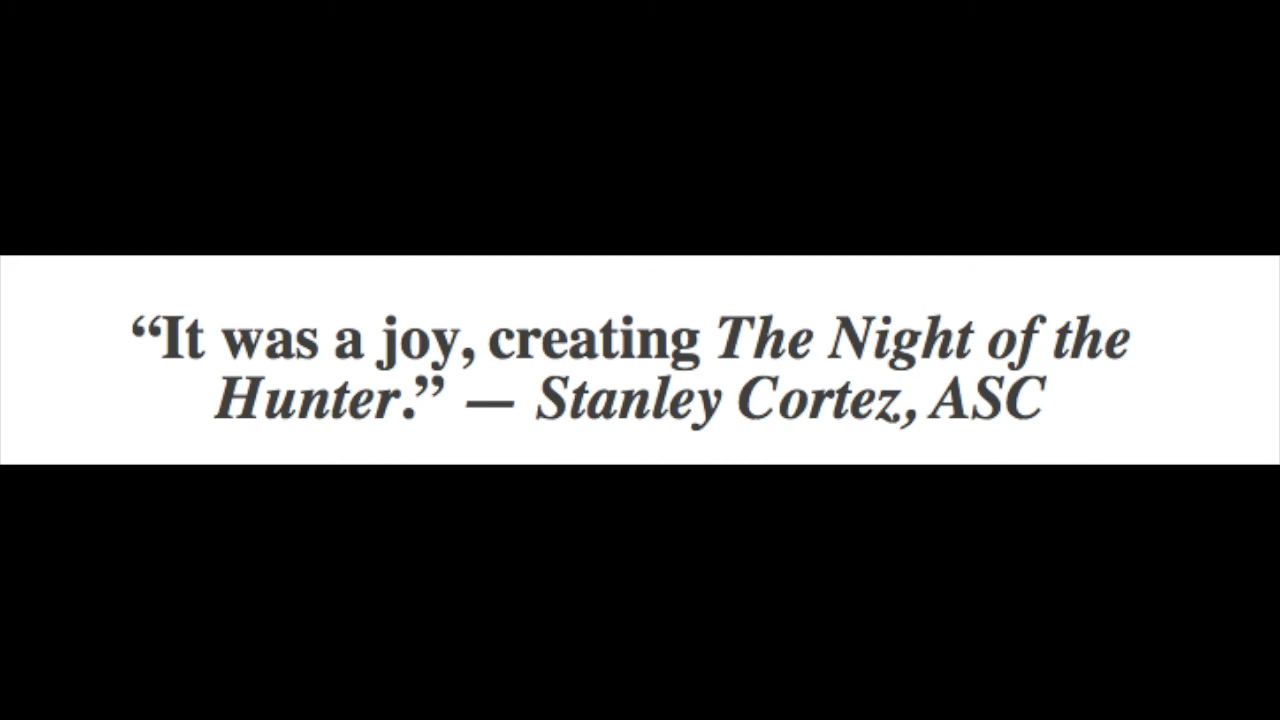 “It was a joy, creating The Night of the
Hunter.” — Stanley Cortez, ASC